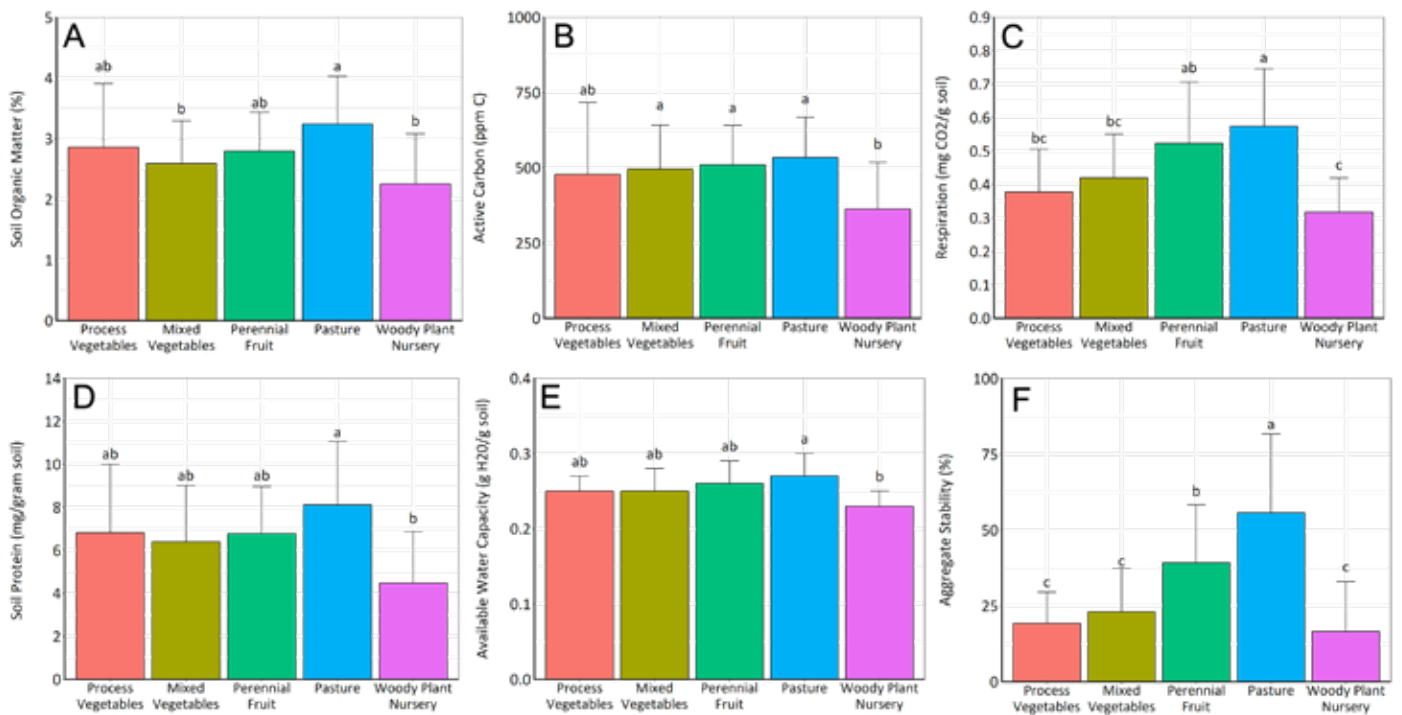 A
Soil Organic Matter (%)
5
4
3
2
1
0
ab
b
ab
a
b
Process Vegetables
Mixed Vegetables
Perennial Fruit
Pasture
Woody Plant Nursery
B
Active Carbon (ppm C)
1000
750
500
250
0
ab
a
a
a
b
Process Vegetables
Mixed Vegetables
Perennial Fruit
Pasture
Woody Plant Nursery
C
Respiration (mg CO2/g soil)
0.9
0.8
0.7
0.6
0.5
0.4
0.3
0.2
0.1
0.0
bc
bc
ab
a
c
Process Vegetables
Mixed Vegetables
Perennial Fruit
Pasture
Woody Plant Nursery
D
Soil Protein (mg/gram soil)
14
12
10
8
6
4
2
0
ab
ab
ab
a
b
Process Vegetables
Mixed Vegetables
Perennial Fruit
Pasture
Woody Plant Nursery
E
Available Water Capacity (g H20/g soil)
0.4
0.3
0.2
0.1
0.0
ab
ab
ab
a
b
Process Vegetables
Mixed Vegetables
Perennial Fruit
Pasture
Woody Plant Nursery
F
Aggregate Stability (%)
100
75
50
25
0
c
c
b
a
c
Process Vegetables
Mixed Vegetables
Perennial Fruit
Pasture
Woody Plant Nursery